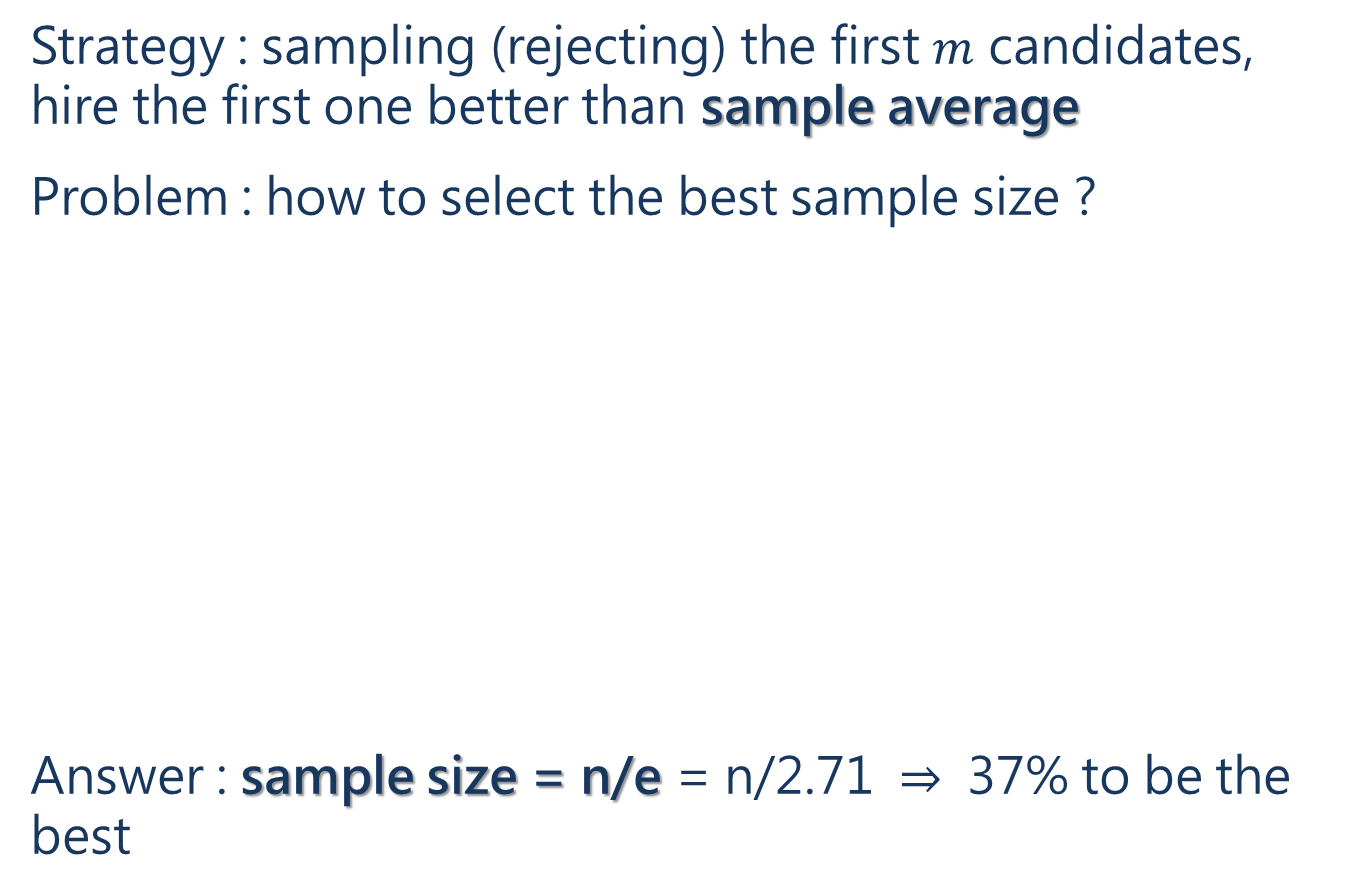 Strategy : sampling (rejecting) the first m candidates,
hire the first one better than sample average
Problem : how to select the best sample size ?
Answer : sample size = n/e = n/2.71 ⇒ 37% to be the
best